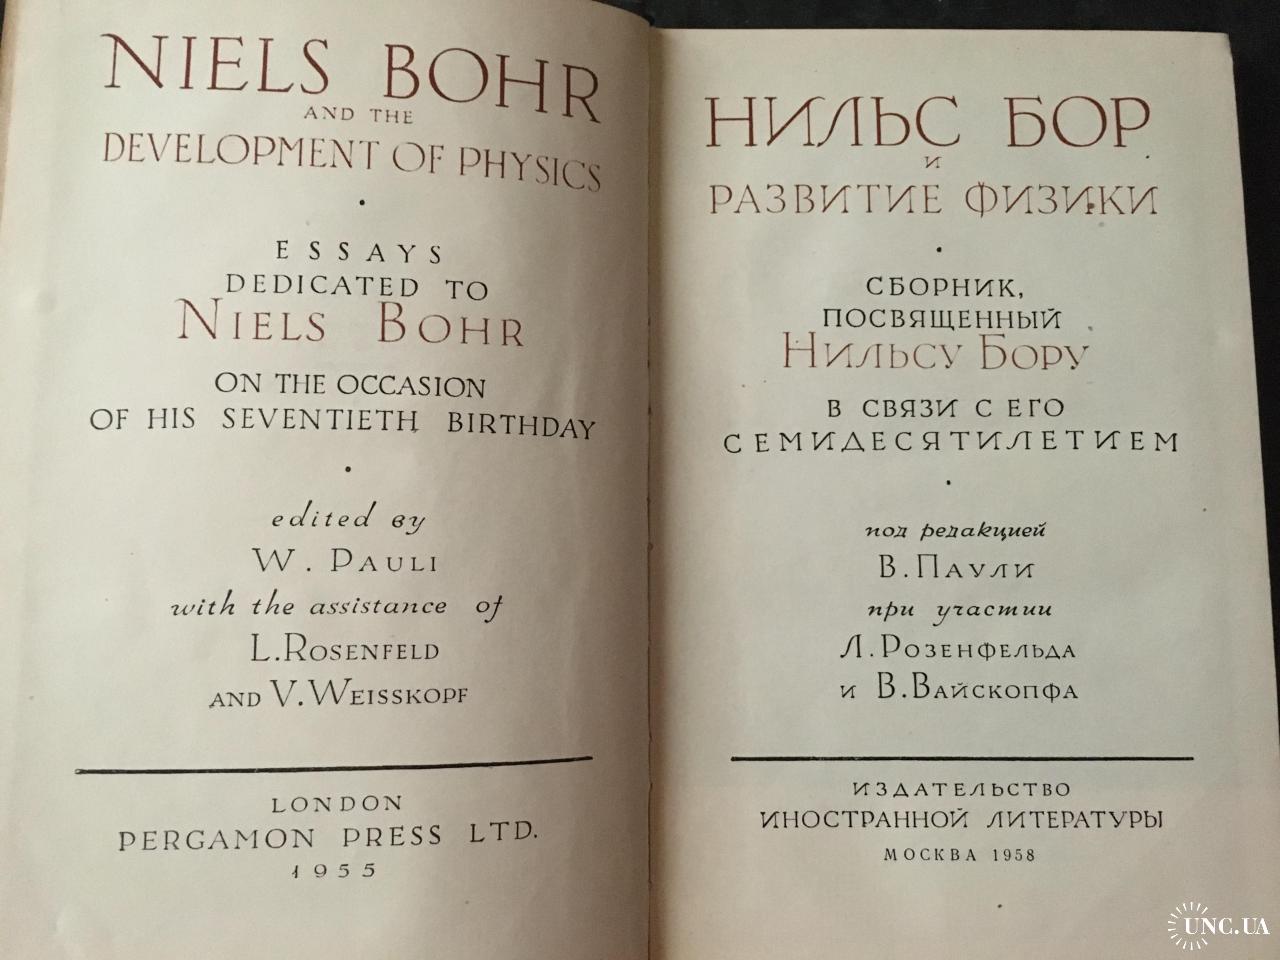 NIELS BOHR
AND THE
DEVELOPMENT OF PHYSICS
ESSAYS
DEDICATED TO
NIELS BOHR
ON THE OCCASION
OF HIS SEVENTIETH BIRTHDAY
edited by
W. PAULI
with the assistance of
L. ROSENFELD
AND V. WEISSKOPF
LONDON
PERGAMON PRESS LTD.
1955
НИЛЬС БОР
И
РАЗВИТИЕ ФИЗИКИ
СБОРНИК,
ПОСВЯЩЕННЫЙ
НИЛЬСУ БОРУ
В СВЯЗИ С ЕГО
СЕМИДЕСЯТИЛЕТИЕМ
под редакцией
В. ПАУЛИ
при участии
Л. РОЗЕНФЕЛЬДА
И В. ВАЙСКОПФА
ИЗДАТЕЛЬСТВО
ИНОСТРАННОЙ ЛИТЕРАТУРЫ
МОСКВА 1958
UNC.UA